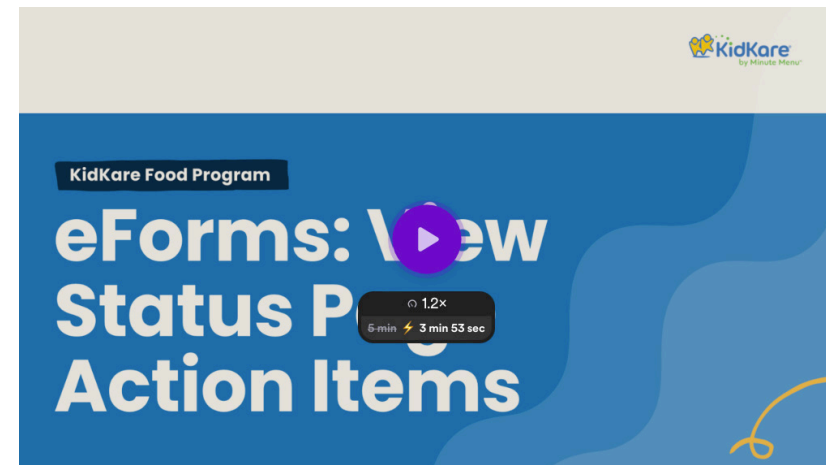 KidKare
by Minute Menu
KidKare Food Program
eForms: ew
Status
Action Items
1.2×
5 min ⚡ 3 min 53 sec